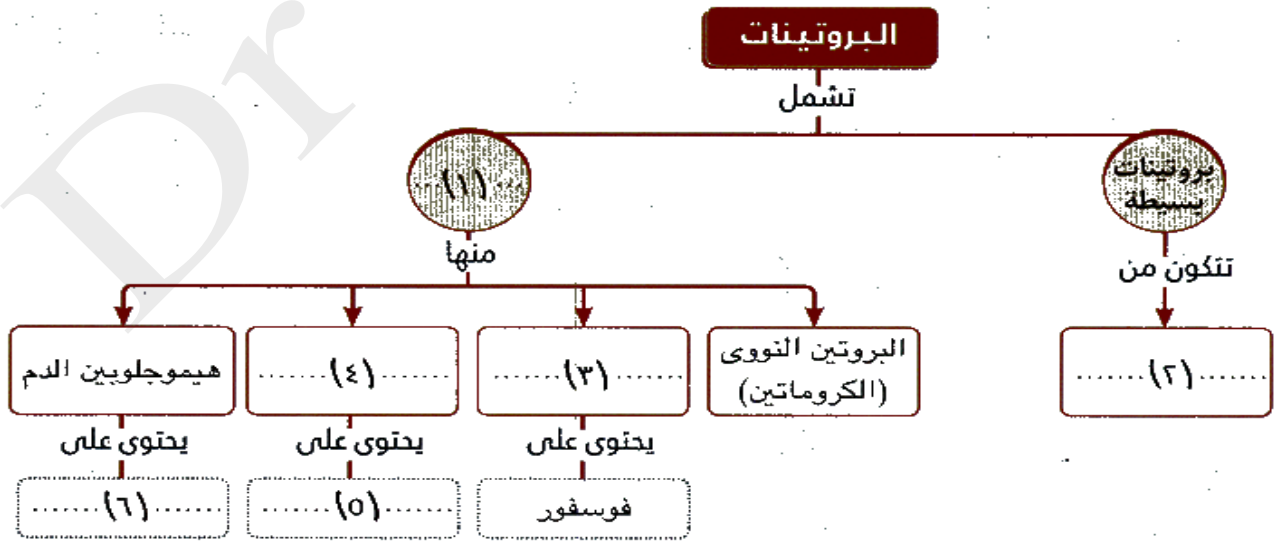 البروتينات
تشمل
بروتينات
بسيطة
....(١)....
تتكون من
منها
.......(٢).......
البروتين النووى
(الكروماتين)
.......(٣).......
.......(٤).......
هيموجلوبين الدم
يحتوى على
يحتوى على
يحتوى على
فوسفور
.......(٥).......
.......(٦).......
Dr